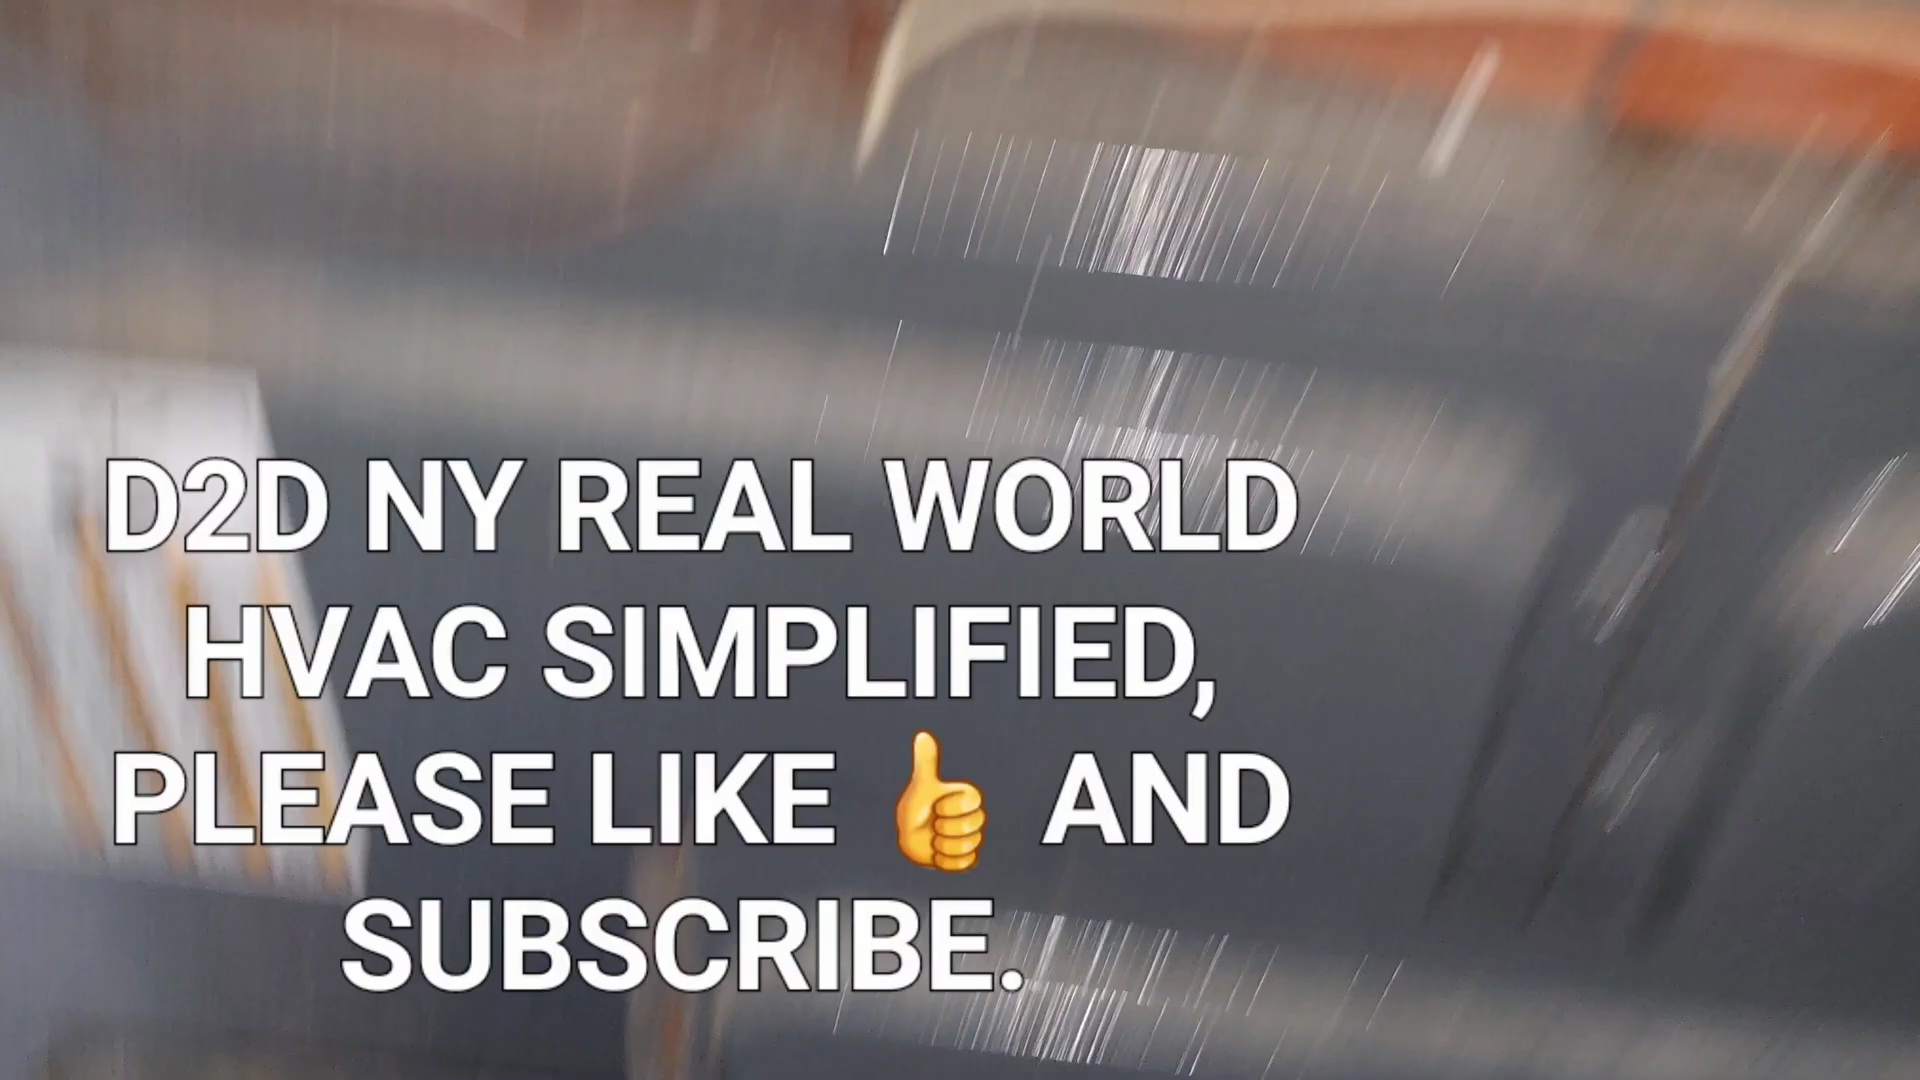 D2D NY REAL WORLD
HVAC SIMPLIFIED,
PLEASE LIKE 👍 AND
SUBSCRIBE.